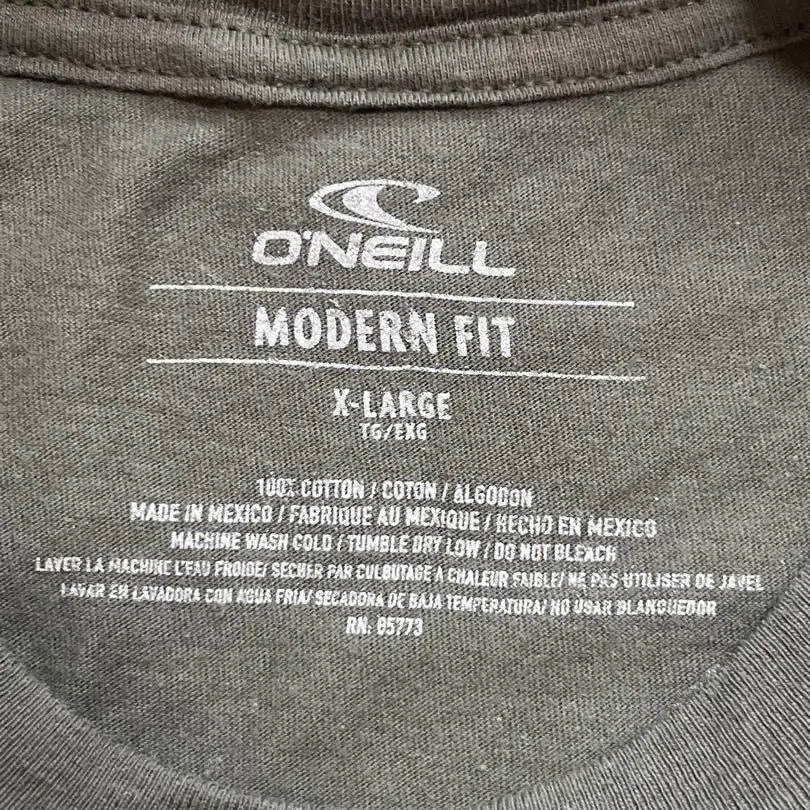 O'NEILL
MODERN FIT
X-LARGE
TG/EXG
100% COTTON / COTON / ALGODON
MADE IN MEXICO / FABRIQUE AU MEXIQUE / HECHO EN MEXICO
MACHINE WASH COLD / TUMBLE DRY LOW / DO NOT BLEACH
LAVER LA MACHINE L'EAU FROIDE/ SECHER PAR CULBUTAGE A CHALEUR FAIBLE/ NE PAS UTILISER DE JAVEL
LAVAR EN LAVADORA CON AGUA FRIA/ SECADORA DE BAJA TEMPERATURA/ NO USAR BLANQUEDOR
RN: 85773